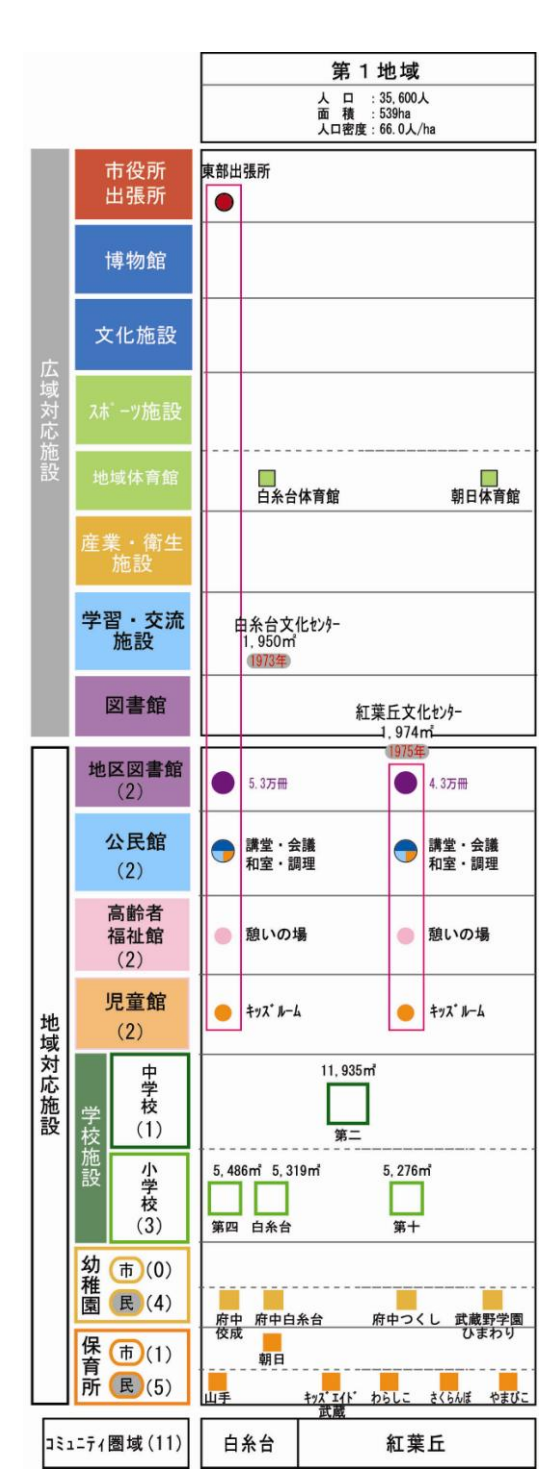 第1地域
人 口 : 35,600人
面 積 : 539ha
人口密度 : 66.0人/ha
広域対応施設
市役所
出張所
東部出張所
博物館
文化施設
スポーツ施設
地域体育館
白糸台体育館
朝日体育館
産業・衛生
施設
学習・交流
施設
白糸台文化センター
1,950㎡
1973年
図書館
紅葉丘文化センター
1,974㎡
1975年
地域対応施設
地区図書館
(2)
5.3万冊
4.3万冊
公民館
(2)
講堂・会議
和室・調理
講堂・会議
和室・調理
高齢者
福祉館
(2)
憩いの場
憩いの場
児童館
(2)
キッズルーム
キッズルーム
学校施設
中学校
(1)
11,935㎡
第二
小学校
(3)
5,486㎡ 5,319㎡ 5,276㎡
第四 白糸台 第十
幼稚園
市(0)
民(4)
府中佼成
府中白糸台
府中つくし
武蔵野学園
ひまわり
保育所
市(1)
朝日
民(5)
山手
キッズエイド
武蔵
わらしこ
さくらんぼ
やまびこ
コミュニティ圏域(11)
白糸台
紅葉丘